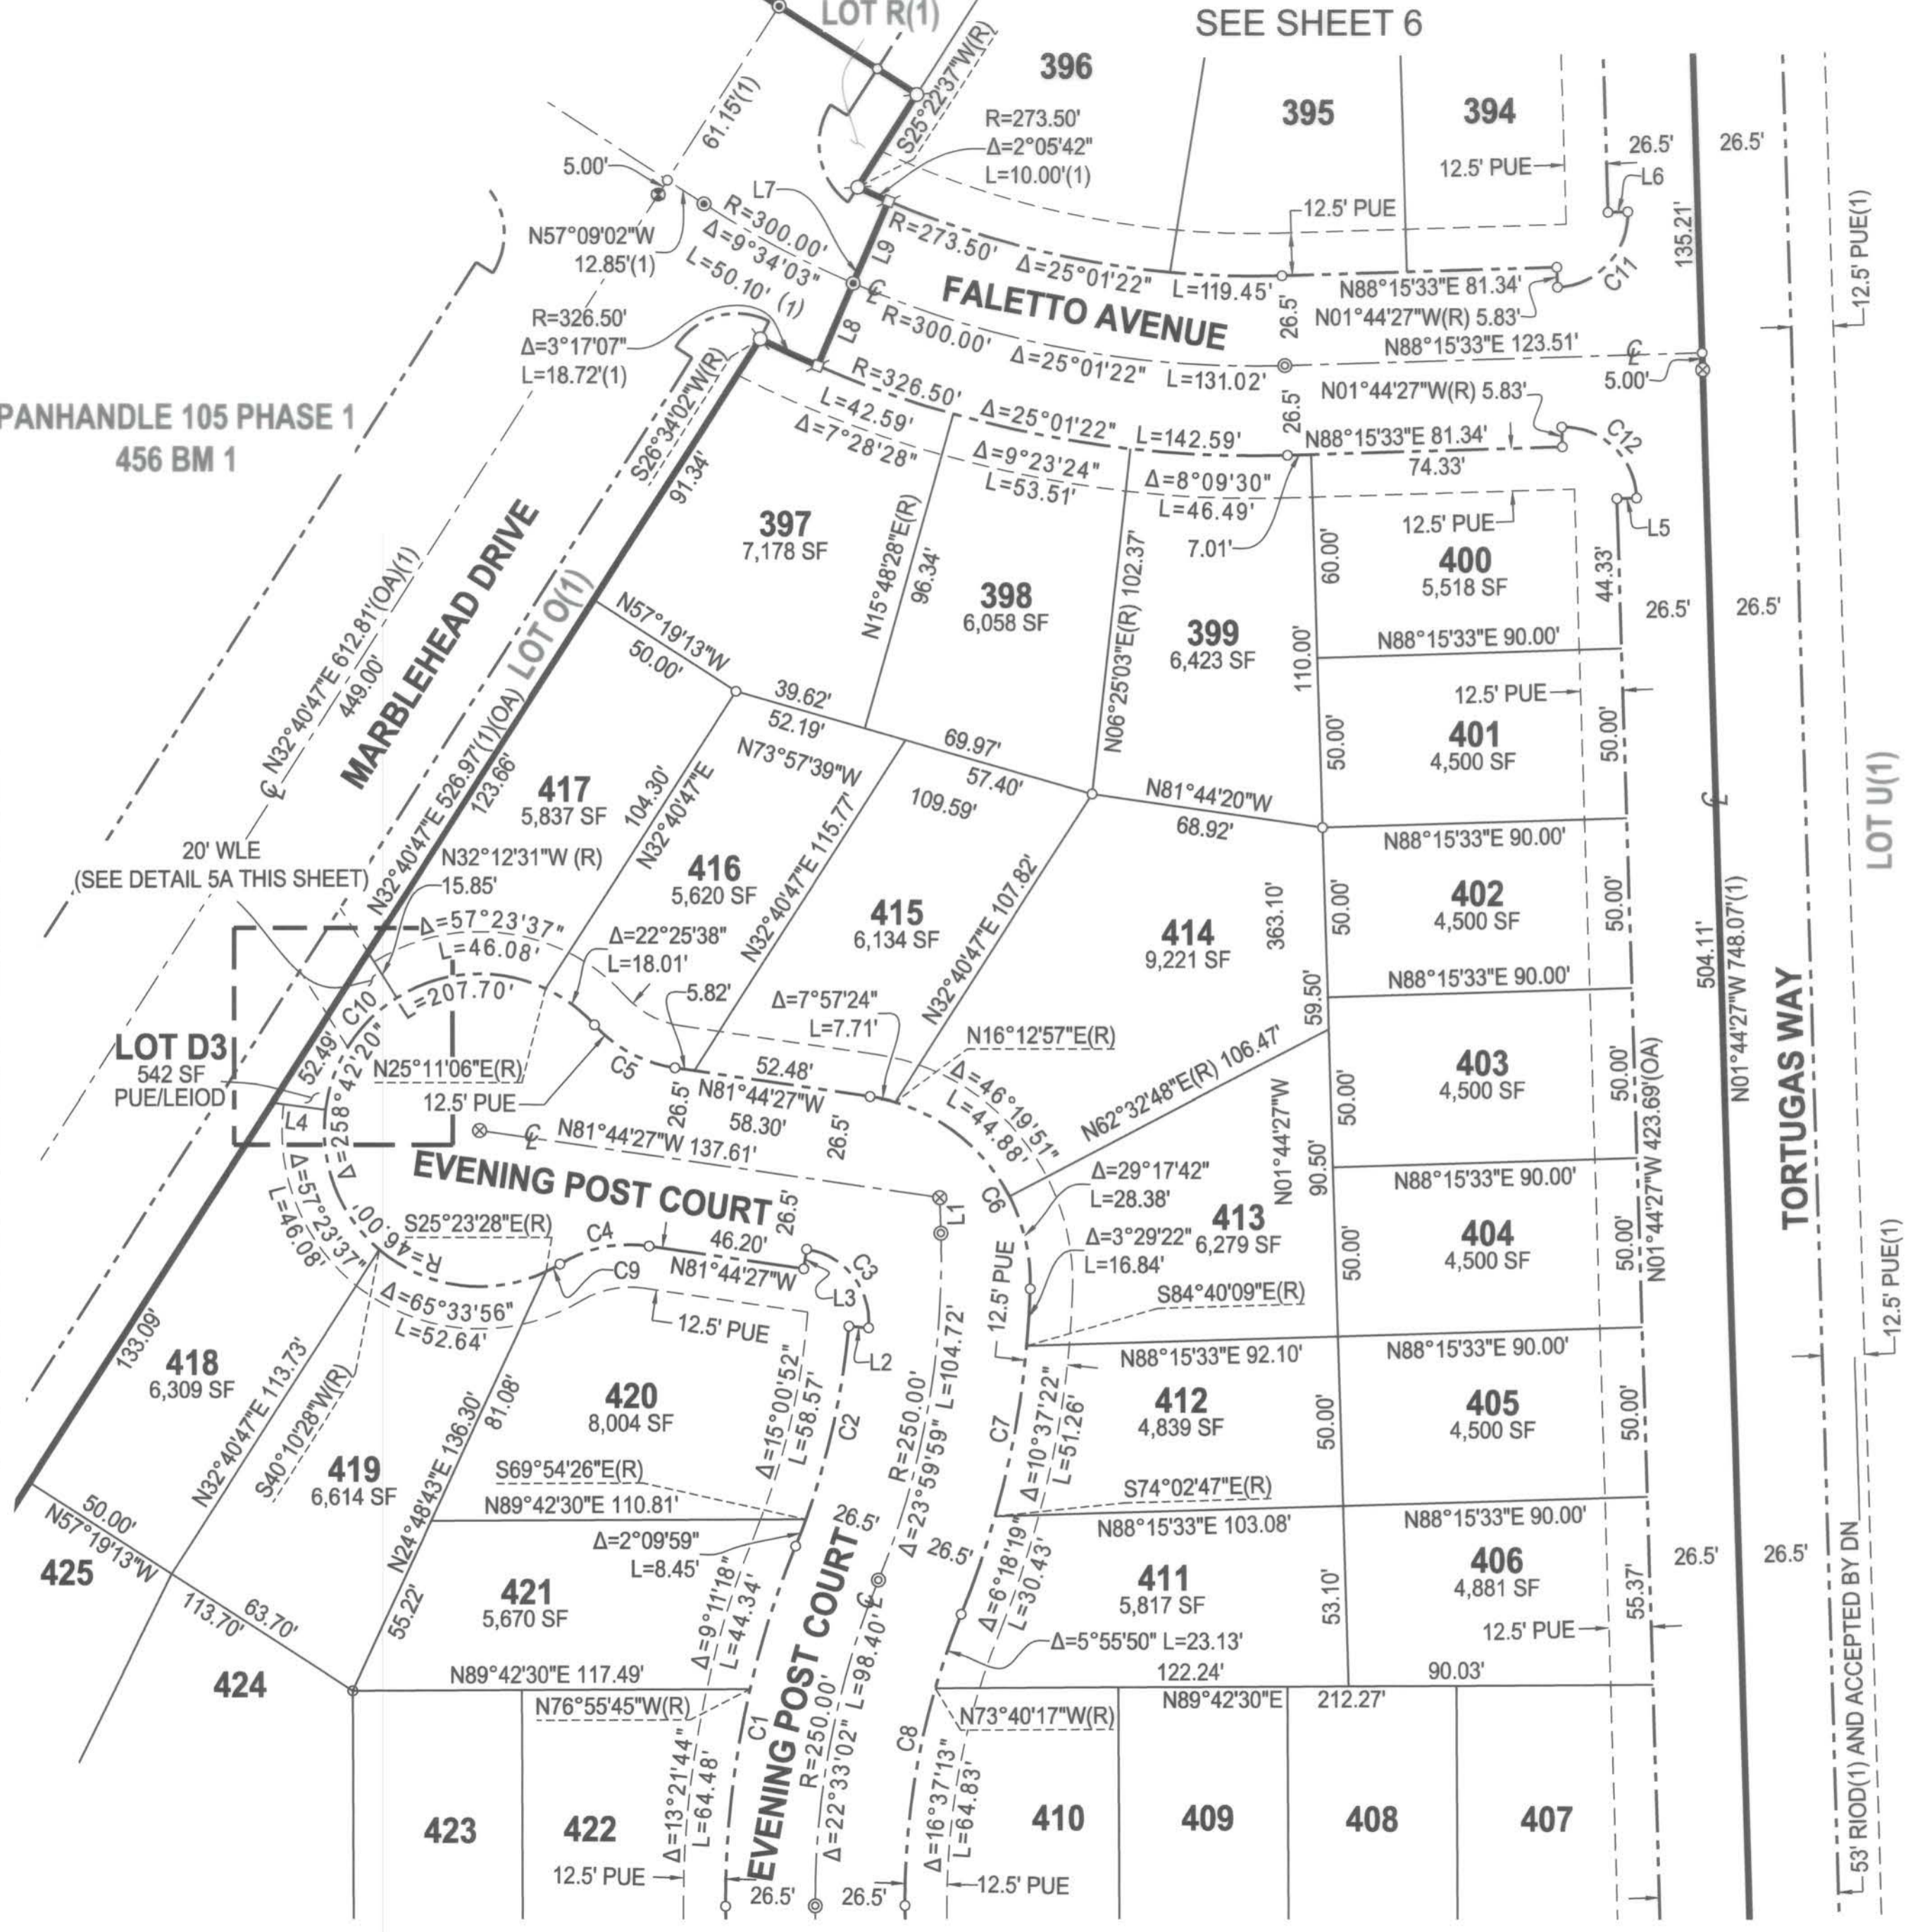 LOT R(1)
SEE SHEET 6
S25°22'37"W(R)
396
395
394
61.15'(1)
R=273.50'
Δ=2°05'42"
L=10.00'(1)
26.5'
26.5'
5.00'
12.5' PUE
L6
L7
N57°09'02"W
12.85'(1)
R=300.00'
Δ=9°34'03"
L=50.10' (1)
12.5' PUE
135.21'
12.5' PUE(1)
L9
R=273.50'
Δ=25°01'22"
L=119.45'
N88°15'33"E 81.34'
C11
FALETTO AVENUE
N01°44'27"W(R) 5.83'
26.5'
R=326.50'
Δ=3°17'07"
L=18.72'(1)
L8
℄
R=300.00'
Δ=25°01'22"
L=131.02'
N88°15'33"E 123.51'
℄
5.00'
S26°34'02"W(R)
R=326.50'
Δ=25°01'22"
L=142.59'
26.5'
N01°44'27"W(R) 5.83'
N88°15'33"E 81.34'
C12
PANHANDLE 105 PHASE 1
456 BM 1
L=42.59'
Δ=7°28'28"
Δ=9°23'24"
L=53.51'
Δ=8°09'30"
L=46.49'
74.33'
91.34'
12.5' PUE
L5
7.01'
397
7,178 SF
N15°48'28"E(R)
96.34'
398
6,058 SF
N06°25'03"E(R) 102.37'
399
6,423 SF
60.00'
400
5,518 SF
44.33'
26.5'
26.5'
110.00'
N88°15'33"E 90.00'
MARBLEHEAD DRIVE
LOT O(1)
℄ N32°40'47"E 612.81'(OA)(1)
449.00'
N57°19'13"W
50.00'
39.62'
52.19'
N73°57'39"W
69.97'
57.40'
109.59'
12.5' PUE
50.00'
401
4,500 SF
50.00'
LOT U(1)
N32°40'47"E 526.97'(1)(OA)
123.66'
417
5,837 SF
104.30'
N32°40'47"E
N81°44'20"W
68.92'
N88°15'33"E 90.00'
℄
20' WLE
(SEE DETAIL 5A THIS SHEET)
N32°12'31"W (R)
15.85'
416
5,620 SF
N32°40'47"E 115.77'
415
6,134 SF
N32°40'47"E 107.82'
414
9,221 SF
363.10'
50.00'
402
4,500 SF
50.00'
504.11'
N01°44'27"W 748.07'(1)
Δ=57°23'37"
L=46.08'
Δ=22°25'38"
L=18.01'
N88°15'33"E 90.00'
L=207.70'
5.82'
Δ=7°57'24"
L=7.71'
59.50'
C10
52.49'
LOT D3
542 SF
PUE/LEIOD
N25°11'06"E(R)
C5
52.48'
N16°12'57"E(R)
12.5' PUE
26.5'
N81°44'27"W
58.30'
26.5'
Δ=46°19'51"
L=44.88'
N62°32'48"E(R) 106.47'
50.00'
403
4,500 SF
50.00'
TORTUGAS WAY
L4
Δ=258°42'20"
℄
N81°44'27"W 137.61'
N01°44'27"W
90.50'
N88°15'33"E 90.00'
N01°44'27"W 423.69'(OA)
EVENING POST COURT
Δ=57°23'37"
L=46.08'
R=46.00'
S25°23'28"E(R)
C4
C9
46.20'
N81°44'27"W
26.5'
L3
C3
L1
C6
Δ=29°17'42"
L=28.38'
413
6,279 SF
Δ=3°29'22"
L=16.84'
50.00'
404
4,500 SF
50.00'
12.5' PUE(1)
S84°40'09"E(R)
12.5' PUE
Δ=65°33'56"
L=52.64'
12.5' PUE
L2
N88°15'33"E 92.10'
N88°15'33"E 90.00'
133.09'
418
6,309 SF
N32°40'47"E 113.73'
S40°10'28"W(R)
419
6,614 SF
N24°48'43"E 136.30'
81.08'
420
8,004 SF
Δ=15°00'52"
L=58.57'
C2
R=250.00'
Δ=23°59'59" L=104.72'
C7
Δ=10°37'22"
L=51.26'
412
4,839 SF
50.00'
405
4,500 SF
50.00'
S69°54'26"E(R)
N89°42'30"E 110.81'
S74°02'47"E(R)
N88°15'33"E 103.08'
N88°15'33"E 90.00'
50.00'
N57°19'13"W
425
Δ=2°09'59"
L=8.45'
26.5'
26.5'
Δ=6°18'19"
L=30.43'
26.5'
26.5'
421
5,670 SF
55.22'
Δ=9°11'18"
L=44.34'
℄
411
5,817 SF
53.10'
406
4,881 SF
55.37'
113.70'
63.70'
12.5' PUE
Δ=5°55'50" L=23.13'
424
N89°42'30"E 117.49'
122.24'
90.03'
N76°55'45"W(R)
N89°42'30"E
212.27'
N73°40'17"W(R)
EVENING POST COURT
C1
R=250.00'
Δ=22°33'02" L=98.40'
C8
Δ=13°21'44"
L=64.48'
Δ=16°37'13"
L=64.83'
423
422
410
409
408
407
12.5' PUE
26.5'
26.5'
12.5' PUE
53' RIOD(1) AND ACCEPTED BY DN